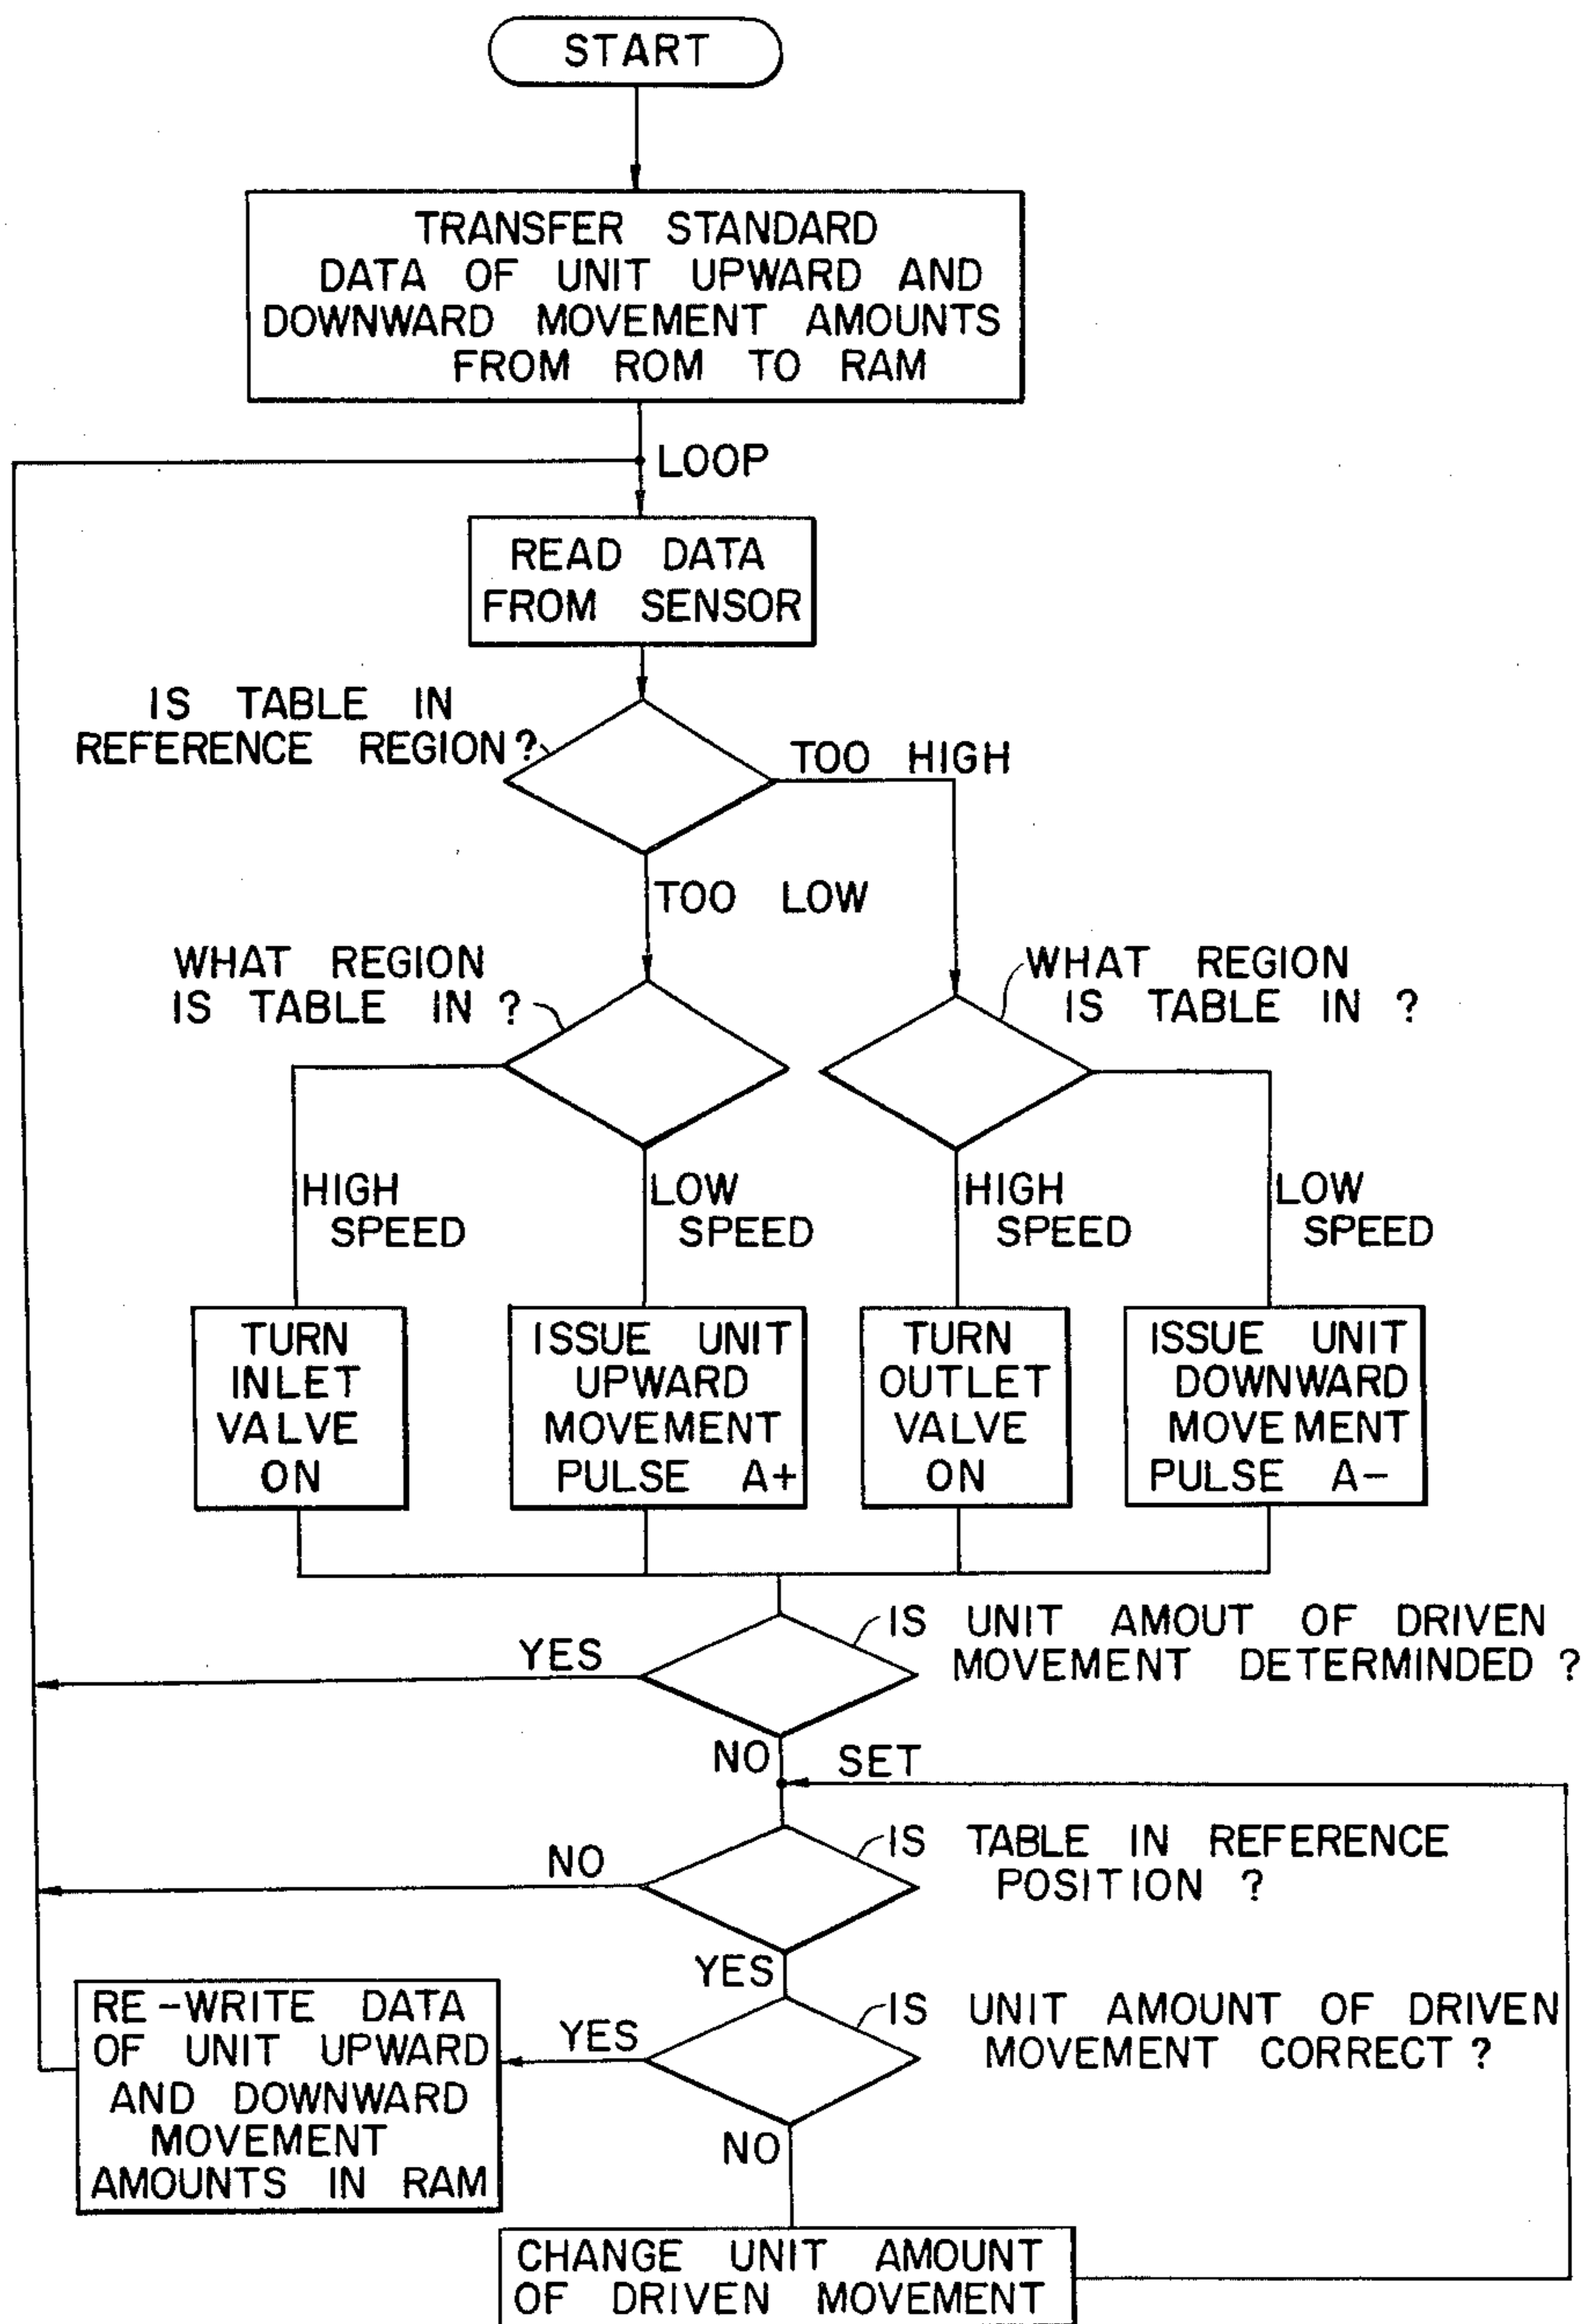 START
TRANSFER STANDARD
DATA OF UNIT UPWARD AND
DOWNWARD MOVEMENT AMOUNTS
FROM ROM TO RAM
LOOP
READ DATA
FROM SENSOR
IS TABLE IN
REFERENCE REGION?
TOO HIGH
TOO LOW
WHAT REGION
IS TABLE IN ?
WHAT REGION
IS TABLE IN ?
HIGH
SPEED
LOW
SPEED
HIGH
SPEED
LOW
SPEED
TURN
INLET
VALVE
ON
ISSUE UNIT
UPWARD
MOVEMENT
PULSE A+
TURN
OUTLET
VALVE
ON
ISSUE UNIT
DOWNWARD
MOVEMENT
PULSE A-
IS UNIT AMOUT OF DRIVEN
MOVEMENT DETERMINDED ?
YES
NO
SET
IS TABLE IN REFERENCE
POSITION ?
NO
YES
IS UNIT AMOUNT OF DRIVEN
MOVEMENT CORRECT ?
YES
RE-WRITE DATA
OF UNIT UPWARD
AND DOWNWARD
MOVEMENT
AMOUNTS IN RAM
NO
CHANGE UNIT AMOUNT
OF DRIVEN MOVEMENT